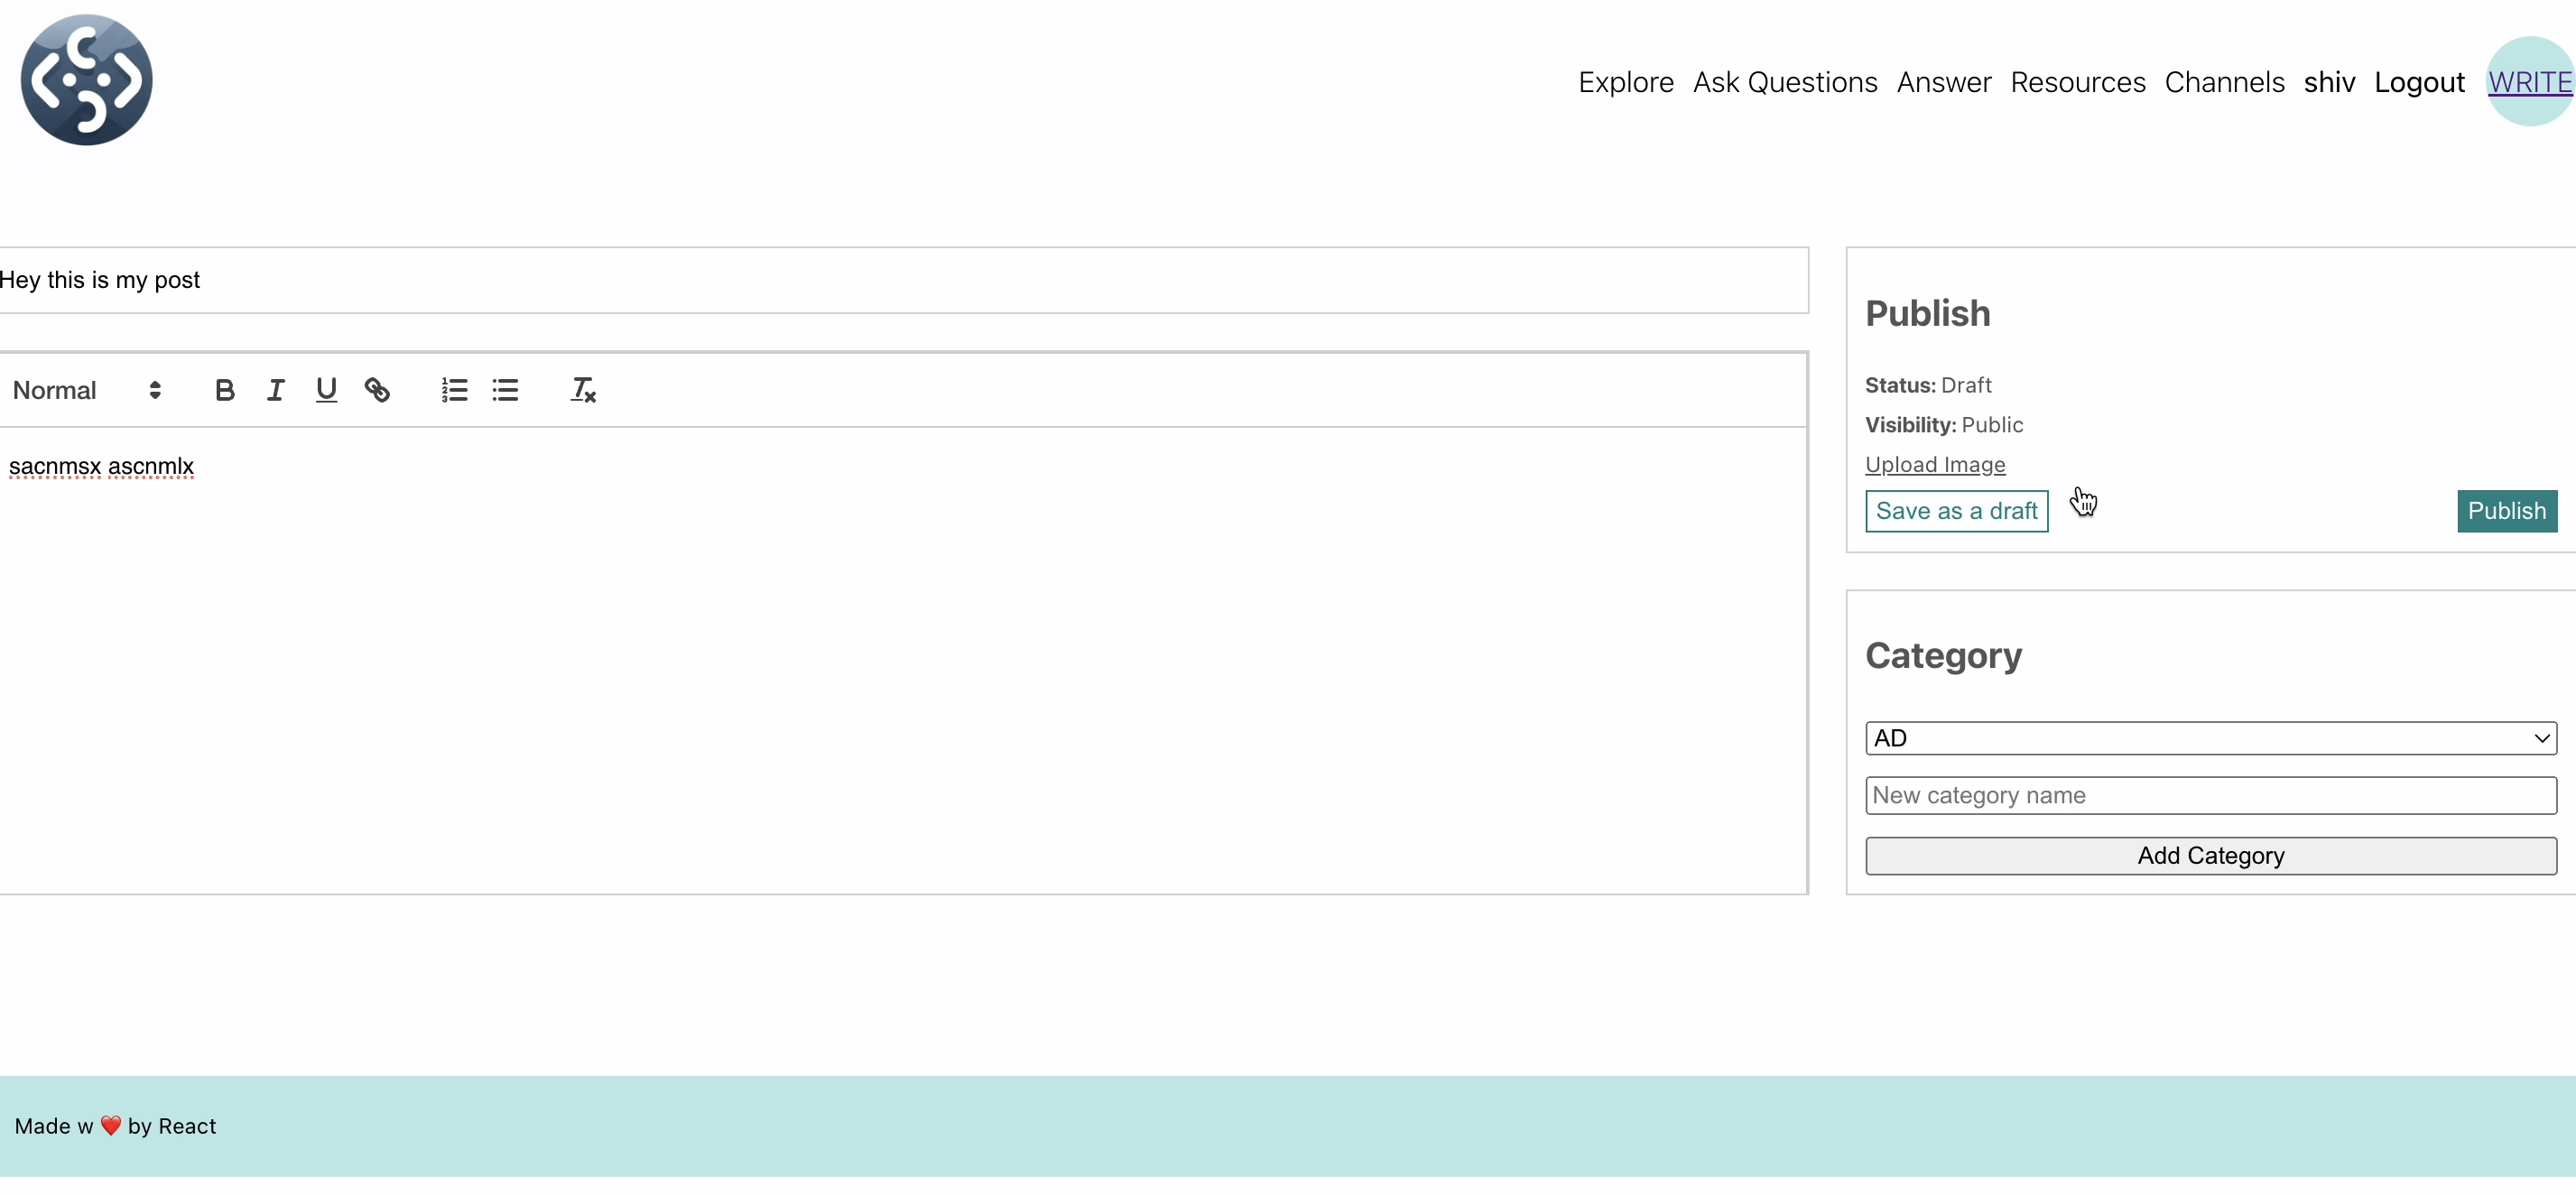 Explore Ask Questions Answer Resources Channels shiv Logout WRITE
Hey this is my post
Normal
sacnmsx ascnmlx
Publish
Status: Draft
Visibility: Public
Upload Image
Save as a draft Publish
Category
AD
New category name
Add Category
Made w ❤️ by React